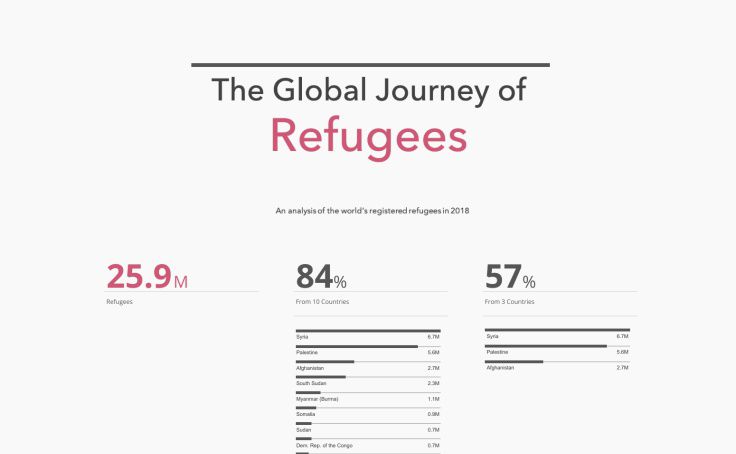 The Global Journey of
Refugees
An analysis of the world's registered refugees in 2018
25.9M
Refugees
84%
From 10 Countries
Syria 6.7M
Palestine 5.6M
Afghanistan 2.7M
South Sudan 2.3M
Myanmar (Burma) 1.1M
Somalia 0.9M
Sudan 0.7M
Dem. Rep. of the Congo 0.7M
57%
From 3 Countries
Syria 6.7M
Palestine 5.6M
Afghanistan 2.7M